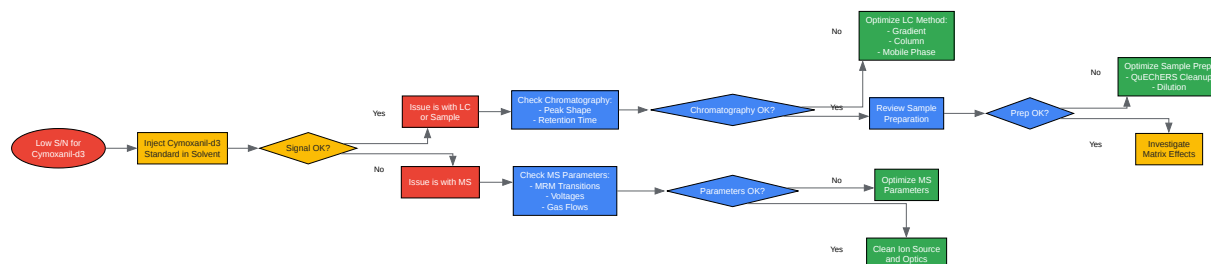 Low S/N for
Cymoxanil-d3
Inject Cymoxanil-d3
Standard in Solvent
Signal OK?
Yes
No
Issue is with LC
or Sample
Issue is with MS
Check Chromatography:
- Peak Shape
- Retention Time
Check MS Parameters:
- MRM Transitions
- Voltages
- Gas Flows
Chromatography OK?
No
Yes
Optimize LC Method:
- Gradient
- Column
- Mobile Phase
Review Sample
Preparation
Parameters OK?
No
Yes
Optimize MS
Parameters
Clean Ion Source
and Optics
Prep OK?
No
Yes
Optimize Sample Prep
- QuEChERS Cleanup
- Dilution
Investigate
Matrix Effects